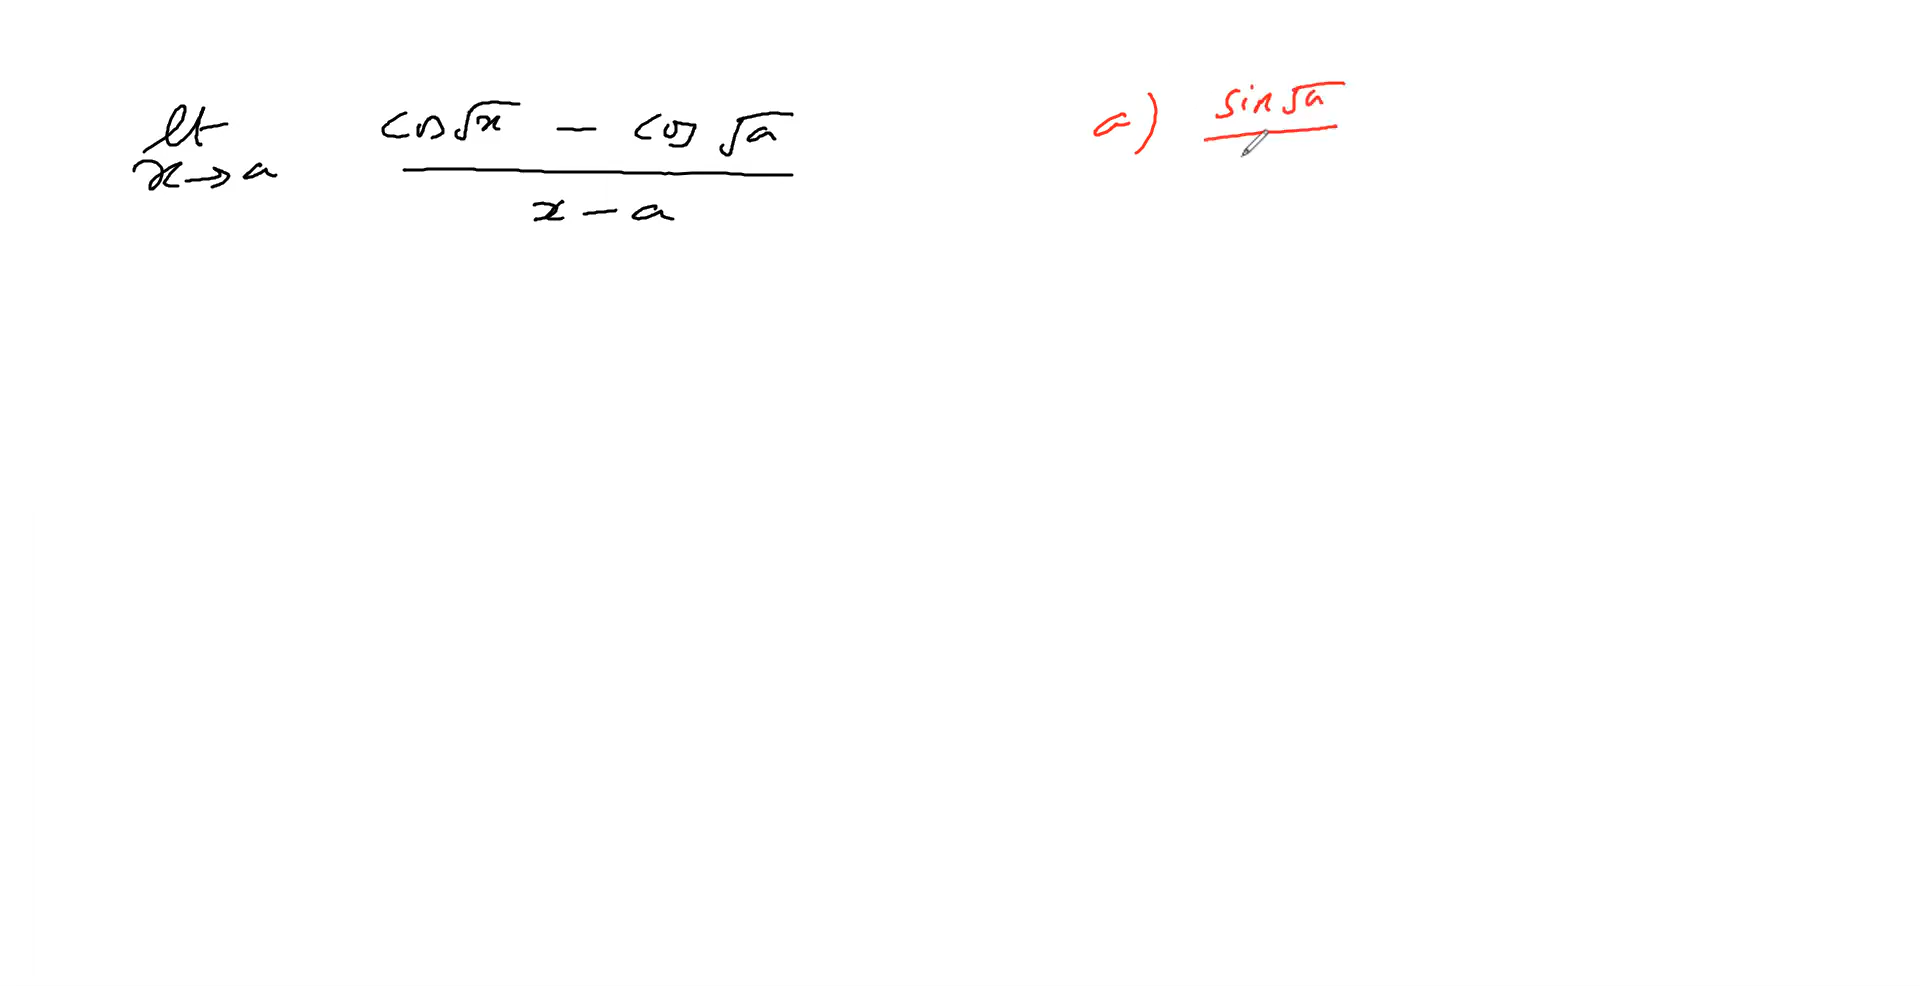 lt x→a (cos√x − cos√a) / (x − a)
a) sin√a /